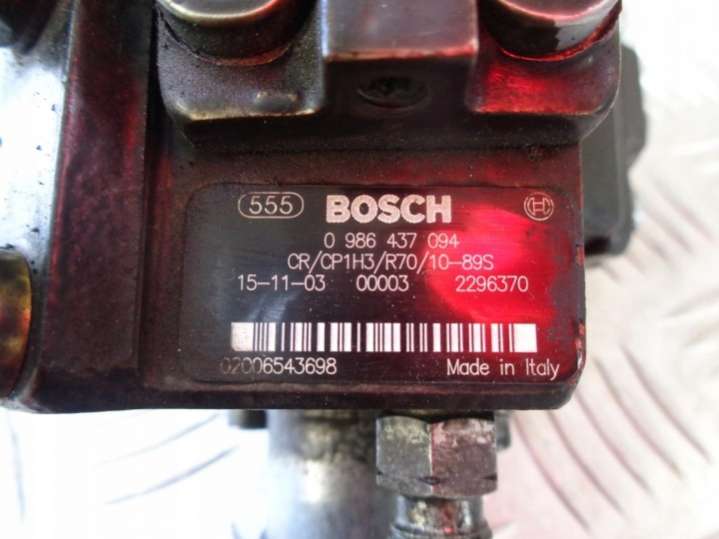 555 BOSCH
0 986 437 094
CR/CP1H3/R70/10-89S
15-11-03 00003 2296370
02006543698 Made in Italy